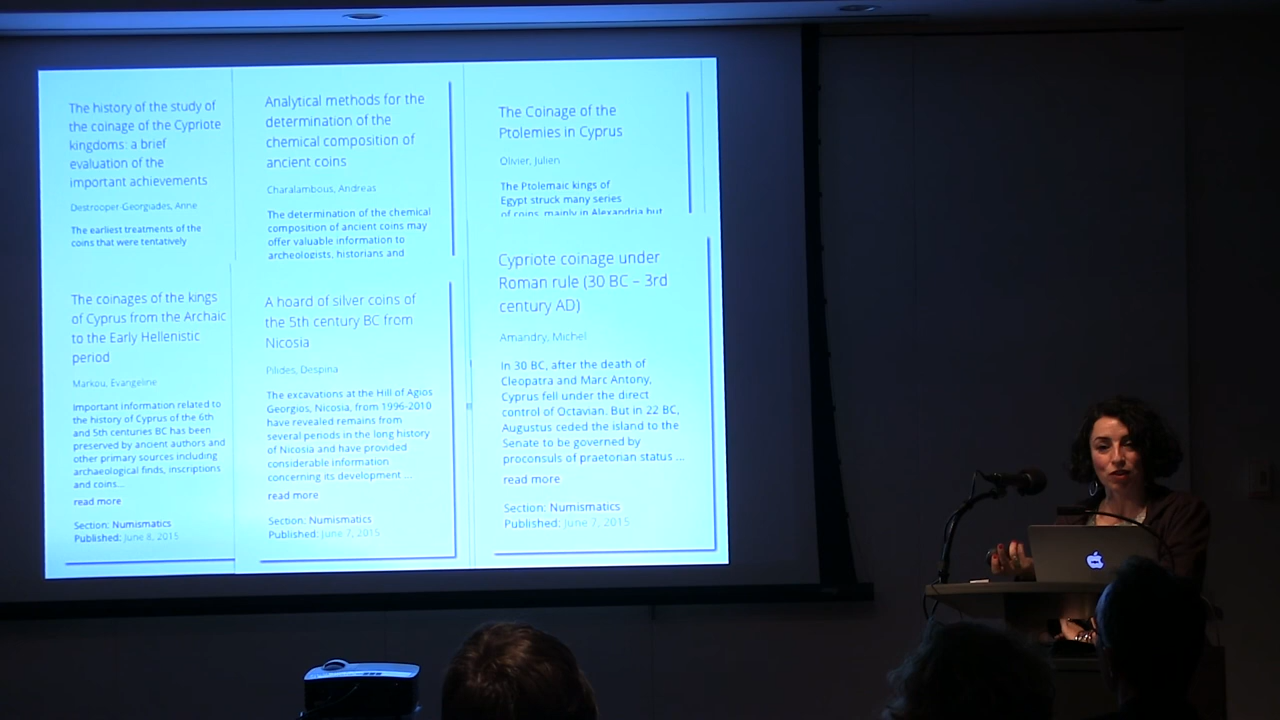 The history of the study of
the coinage of the Cypriote
kingdoms: a brief
evaluation of the
important achievements
Destrooper-Georgiades, Anne
The earliest treatments of the
coins that were tentatively
The coinages of the kings
of Cyprus from the Archaic
to the Early Hellenistic
period
Markou, Evangeline
Important information related to
the history of Cyprus of the 6th
and 5th centuries BC has been
preserved by ancient authors and
other primary sources including
archaeological finds, inscriptions
and coins...
read more
Section: Numismatics
Published: June 8, 2015
Analytical methods for the
determination of the
chemical composition of
ancient coins
Charalambous, Andreas
The determination of the chemical
composition of ancient coins may
offer valuable information to
archeologists, historians and
A hoard of silver coins of
the 5th century BC from
Nicosia
Pilides, Despina
The excavations at the Hill of Agios
Georgios, Nicosia, from 1996-2010
have revealed remains from
several periods in the long history
of Nicosia and have provided
considerable information
concerning its development ...
read more
Section: Numismatics
Published: June 7, 2015
The Coinage of the
Ptolemies in Cyprus
Olivier, Julien
The Ptolemaic kings of
Egypt struck many series
of coins, mainly in Alexandria but
Cypriote coinage under
Roman rule (30 BC – 3rd
century AD)
Amandry, Michel
In 30 BC, after the death of
Cleopatra and Marc Antony,
Cyprus fell under the direct
control of Octavian. But in 22 BC,
Augustus ceded the island to the
Senate to be governed by
proconsuls of praetorian status ...
read more
Section: Numismatics
Published: June 7, 2015